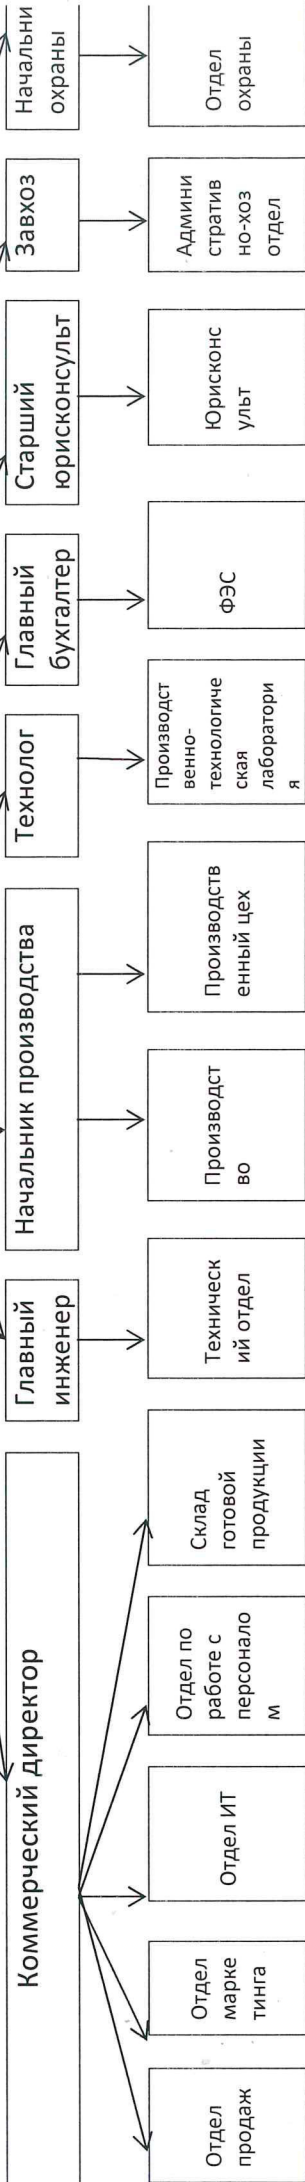 Коммерческий директор
Главный
инженер
Начальник производства
Технолог
Главный
бухгалтер
Старший
юрисконсульт
Завхоз
Начальни
охраны
Отдел
продаж
Отдел
марке
тинга
Отдел ИТ
Отдел по
работе с
персонало
м
Склад
готовой
продукции
Техническ
ий отдел
Производст
во
Производств
енный цех
Производст
венно-
технологиче
ская
лаборатори
я
ФЭС
Юрисконс
ульт
Админи
стратив
но-хоз
отдел
Отдел
охраны